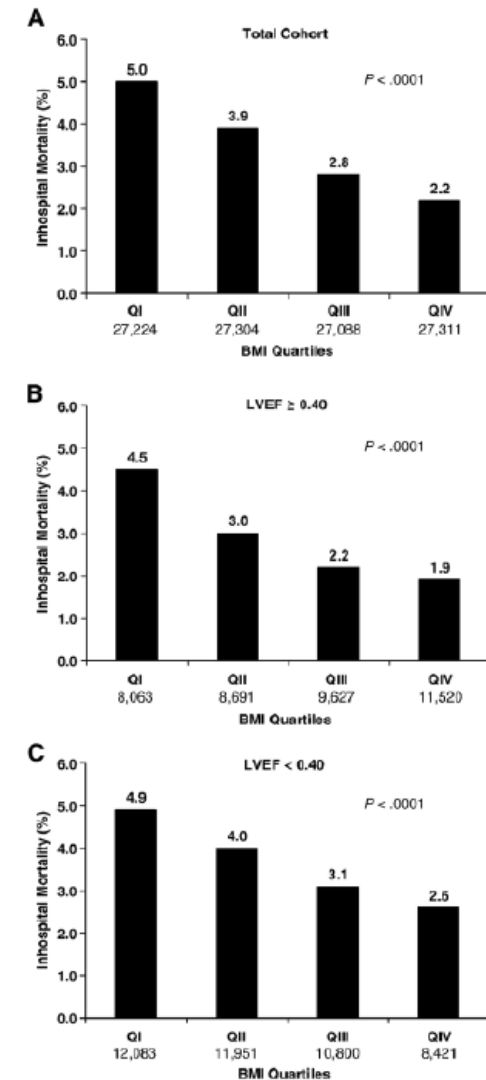 A
Total Cohort
P < .0001
Inhospital Mortality (%)
6.0
5.0
4.0
3.0
2.0
1.0
0.0
5.0
3.9
2.8
2.2
QI QII QIII QIV
27,224 27,304 27,088 27,311
BMI Quartiles
B
LVEF ≥ 0.40
P < .0001
Inhospital Mortality (%)
6.0
5.0
4.0
3.0
2.0
1.0
0.0
4.5
3.0
2.2
1.9
QI QII QIII QIV
8,063 8,691 9,627 11,520
BMI Quartiles
C
LVEF < 0.40
P < .0001
Inhospital Mortality (%)
6.0
5.0
4.0
3.0
2.0
1.0
0.0
4.9
4.0
3.1
2.6
QI QII QIII QIV
12,083 11,951 10,800 8,421
BMI Quartiles